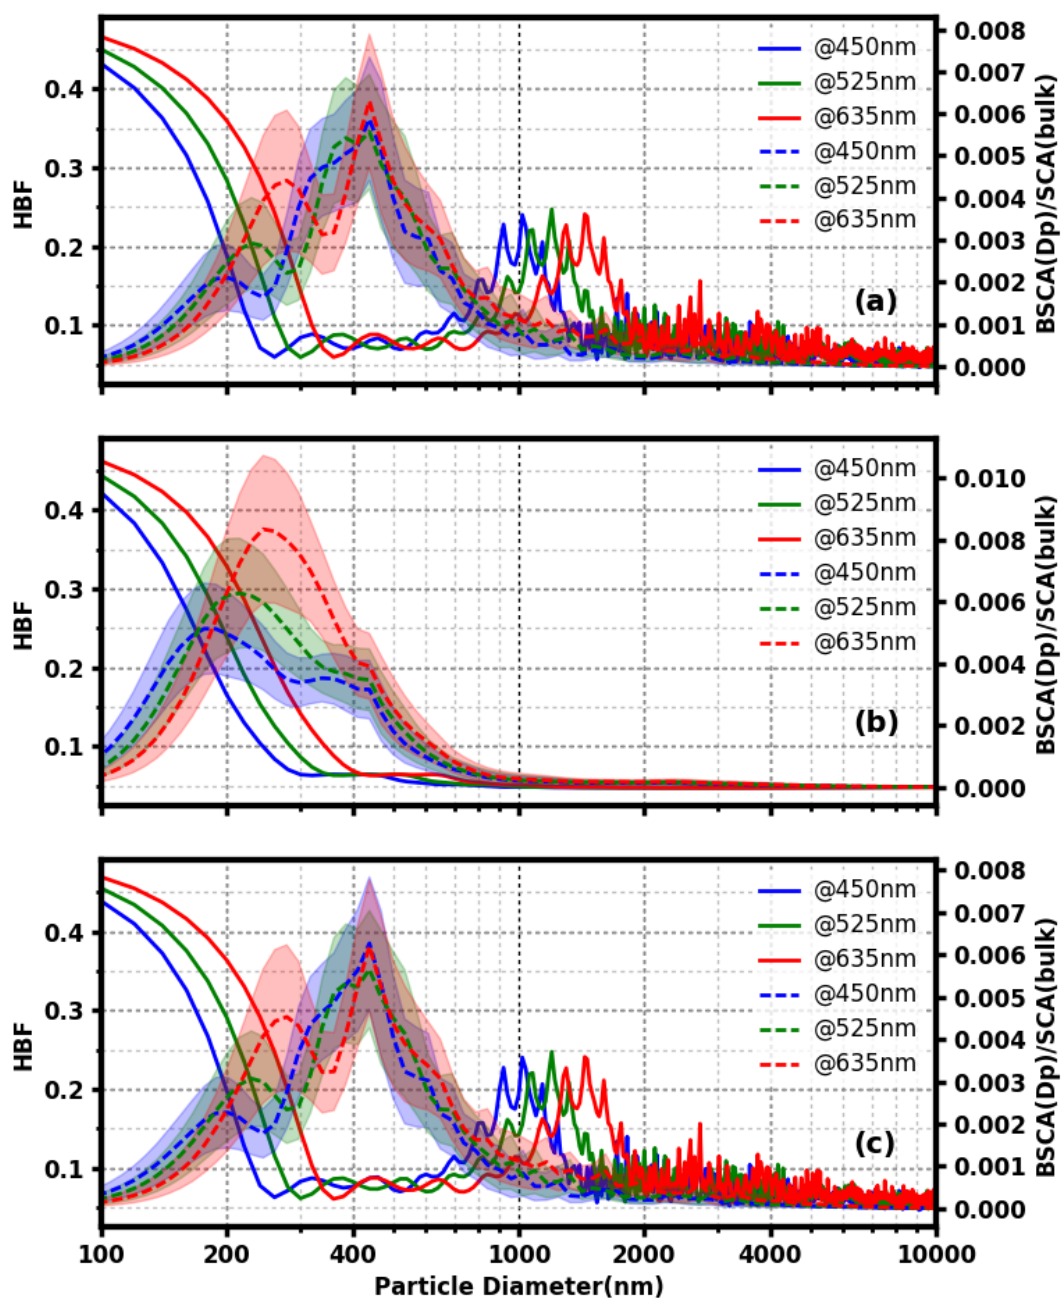 0.4
0.3
0.2
0.1
HBF
@450nm
@525nm
@635nm
@450nm
@525nm
@635nm
(a)
0.008
0.007
0.006
0.005
0.004
0.003
0.002
0.001
0.000
BSCA(Dp)/SCA(bulk)
0.4
0.3
0.2
0.1
HBF
@450nm
@525nm
@635nm
@450nm
@525nm
@635nm
(b)
0.010
0.008
0.006
0.004
0.002
0.000
BSCA(Dp)/SCA(bulk)
0.4
0.3
0.2
0.1
HBF
@450nm
@525nm
@635nm
@450nm
@525nm
@635nm
(c)
0.008
0.007
0.006
0.005
0.004
0.003
0.002
0.001
0.000
BSCA(Dp)/SCA(bulk)
100 200 400 1000 2000 4000 10000
Particle Diameter(nm)